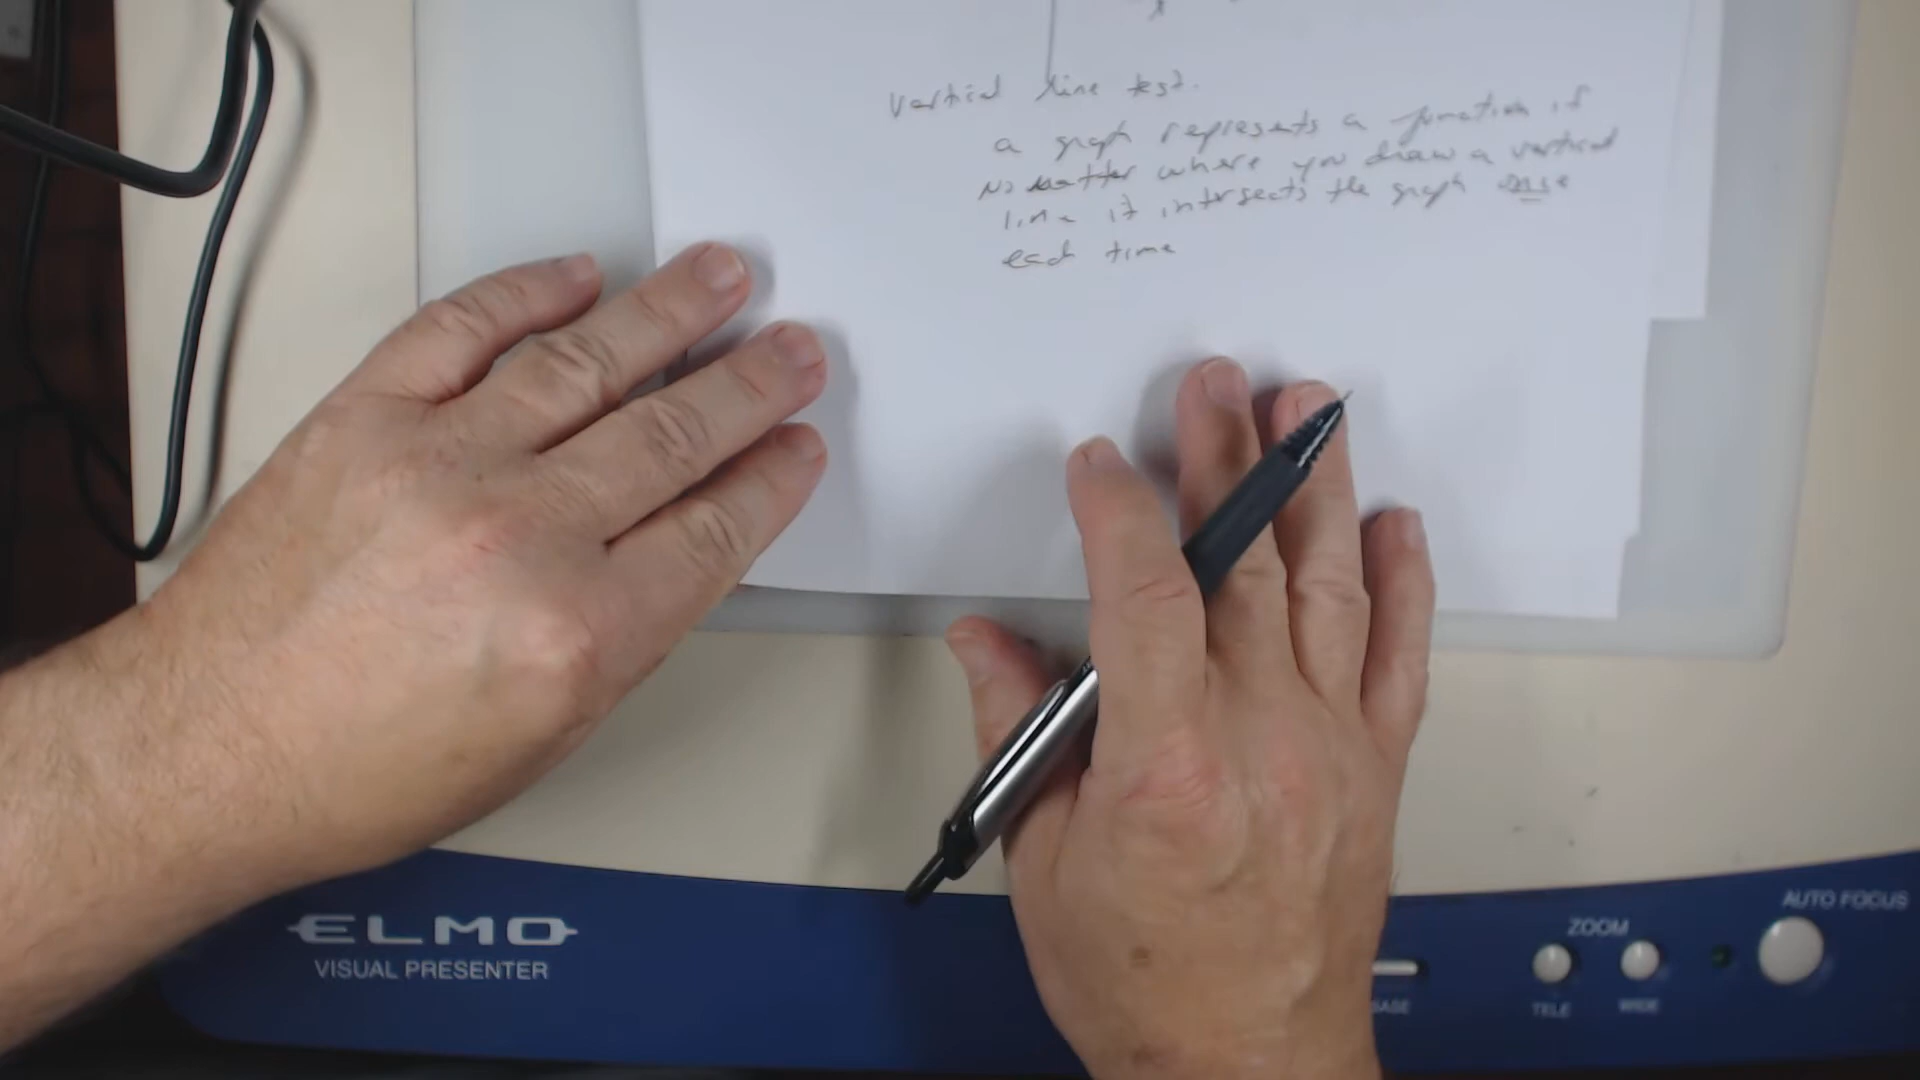 Vertical line test.
a graph represents a function if
no matter where you draw a vertical
line it intersects the graph once
each time
ELMO
VISUAL PRESENTER
AUTO FOCUS
ZOOM
TELE
WIDE